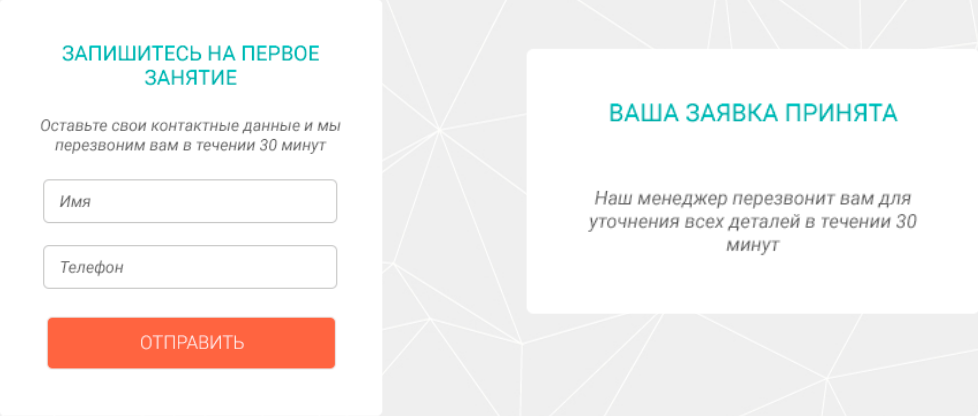 ЗАПИШИТЕСЬ НА ПЕРВОЕ
ЗАНЯТИЕ
Оставьте свои контактные данные и мы
перезвоним вам в течении 30 минут
Имя
Телефон
ОТПРАВИТЬ
ВАША ЗАЯВКА ПРИНЯТА
Наш менеджер перезвонит вам для
уточнения всех деталей в течении 30
минут